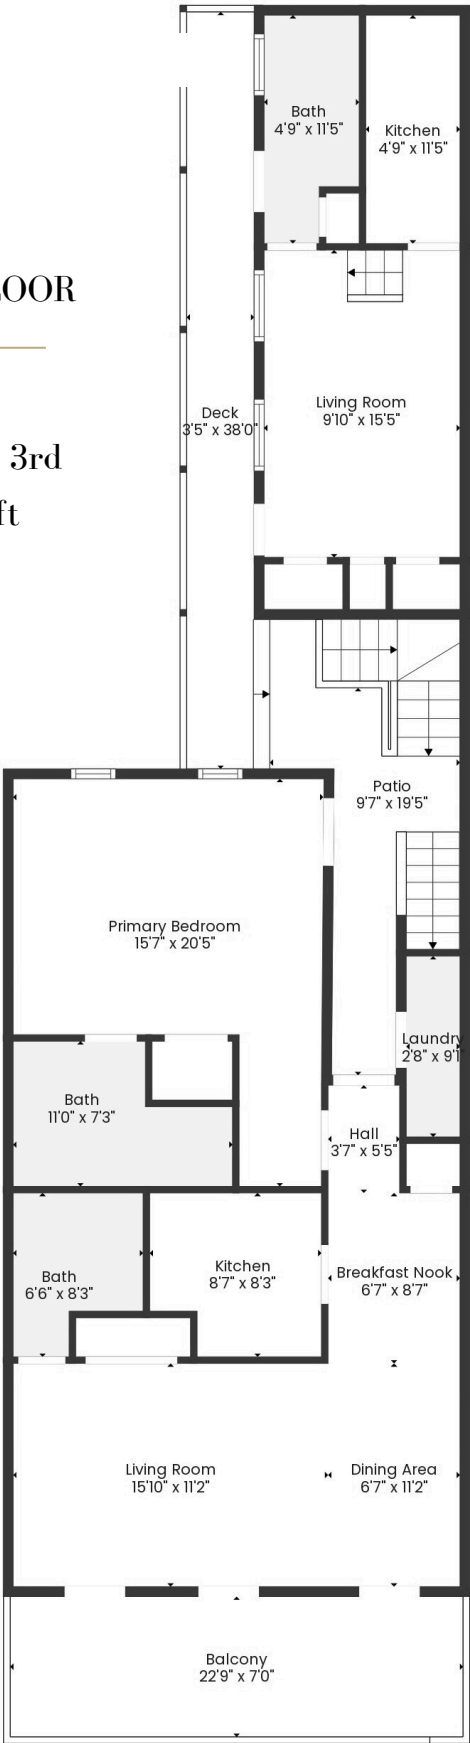 Bath
4'9" x 11'5"
Kitchen
4'9" x 11'5"
OOR
Living Room
9'10" x 15'5"
Deck
3'5" x 38'0"
3rd
ft
Patio
9'7" x 19'5"
Primary Bedroom
15'7" x 20'5"
Laundry
2'8" x 9'1"
Bath
11'0" x 7'3"
Hall
3'7" x 5'5"
Kitchen
8'7" x 8'3"
Breakfast Nook
6'7" x 8'7"
Bath
6'6" x 8'3"
Living Room
15'10" x 11'2"
Dining Area
6'7" x 11'2"
Balcony
22'9" x 7'0"